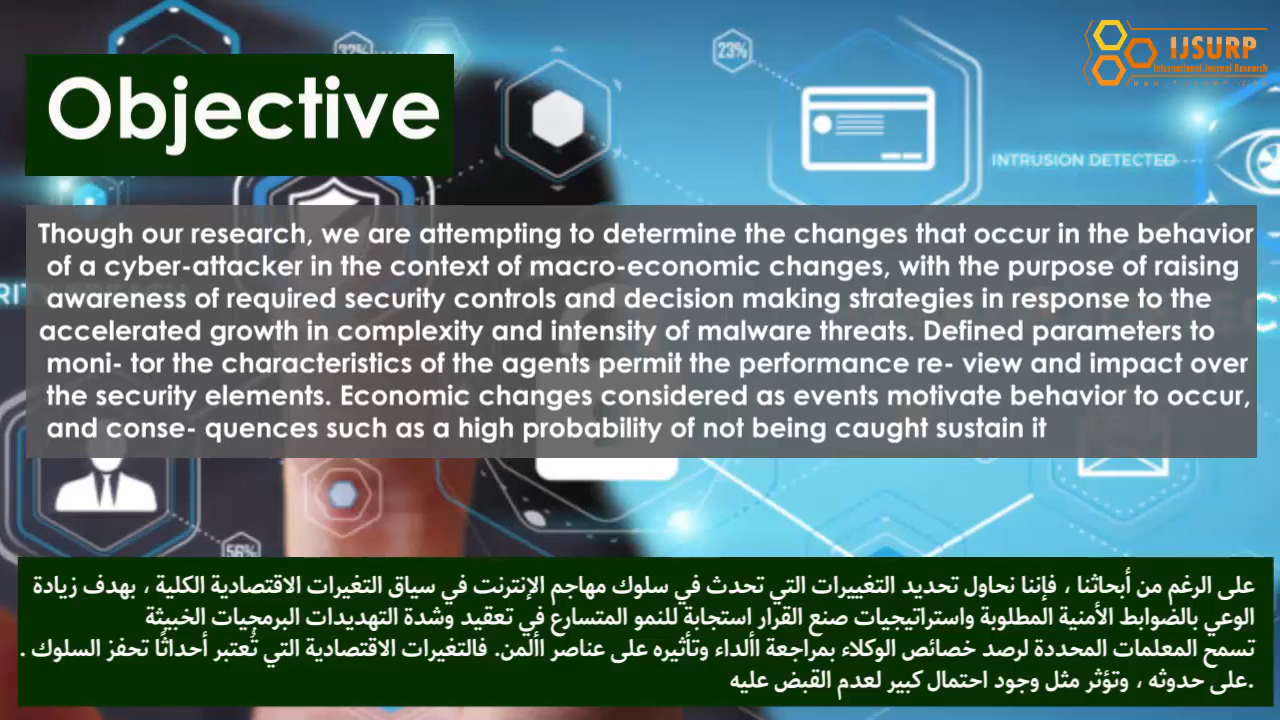 23%
IJSURP
International Journal Research
Objective
INTRUSION DETECTED
Though our research, we are attempting to determine the changes that occur in the behavior
of a cyber-attacker in the context of macro-economic changes, with the purpose of raising
awareness of required security controls and decision making strategies in response to the
accelerated growth in complexity and intensity of malware threats. Defined parameters to
moni- tor the characteristics of the agents permit the performance re- view and impact over
the security elements. Economic changes considered as events motivate behavior to occur,
and conse- quences such as a high probability of not being caught sustain it
56%
على الرغم من أبحاثنا ، فإننا نحاول تحديد التغييرات التي تحدث في سلوك مهاجم الإنترنت في سياق التغيرات الاقتصادية الكلية ، بهدف زيادة
الوعي بالضوابط الأمنية المطلوبة واستراتيجيات صنع القرار استجابة للنمو المتسارع في تعقيد وشدة التهديدات البرمجيات الخبيثة
تسمح المعلمات المحددة لرصد خصائص الوكلاء بمراجعة األداء وتأثيره على عناصر األمن. فالتغيرات الاقتصادية التي تُعتبر أحداثًا تحفز السلوك .
.على حدوثه ، وتؤثر مثل وجود احتمال كبير لعدم القبض عليه